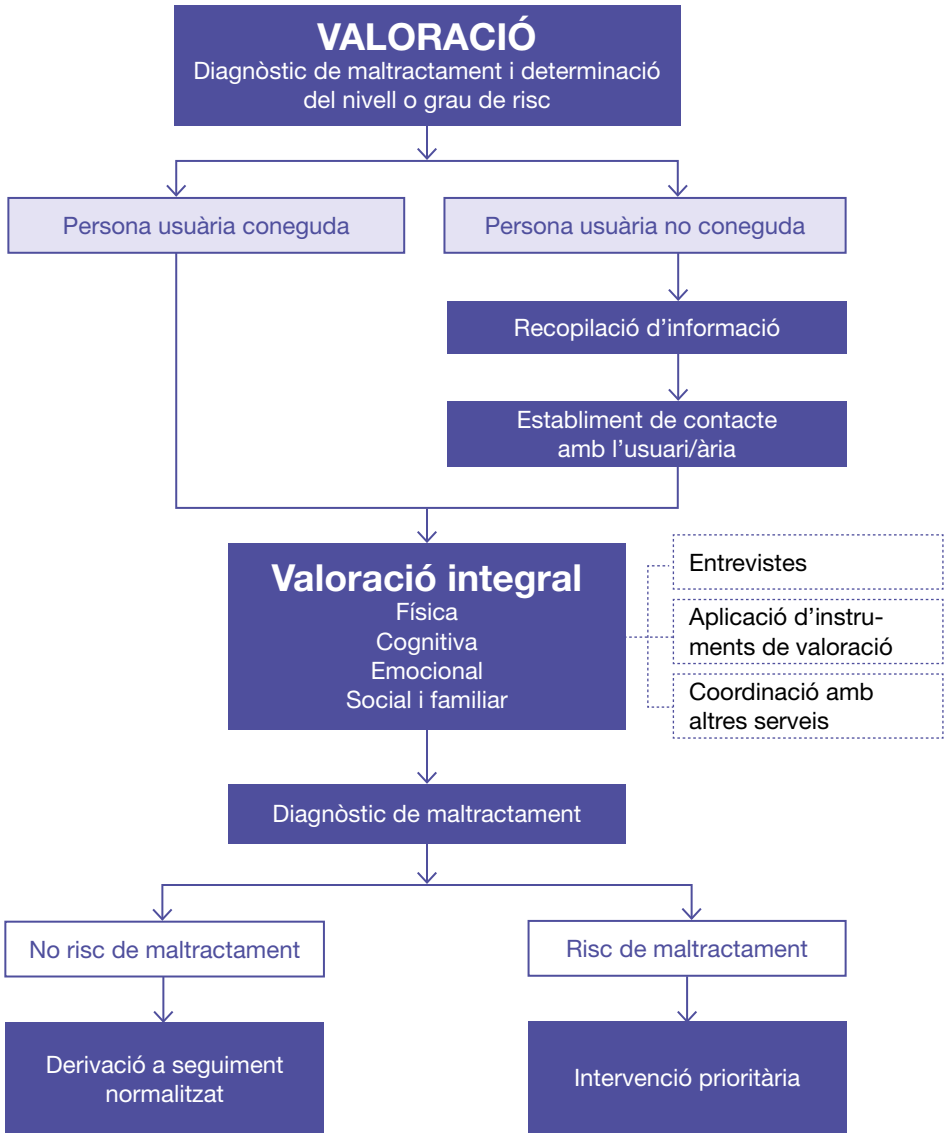 VALORACIÓ
Diagnòstic de maltractament i determinació
del nivell o grau de risc
Persona usuària coneguda
Persona usuària no coneguda
Recopilació d’informació
Establiment de contacte
amb l’usuari/ària
Valoració integral
Física
Cognitiva
Emocional
Social i familiar
Entrevistes
Aplicació d’instru-
ments de valoració
Coordinació amb
altres serveis
Diagnòstic de maltractament
No risc de maltractament
Risc de maltractament
Derivació a seguiment
normalitzat
Intervenció prioritària